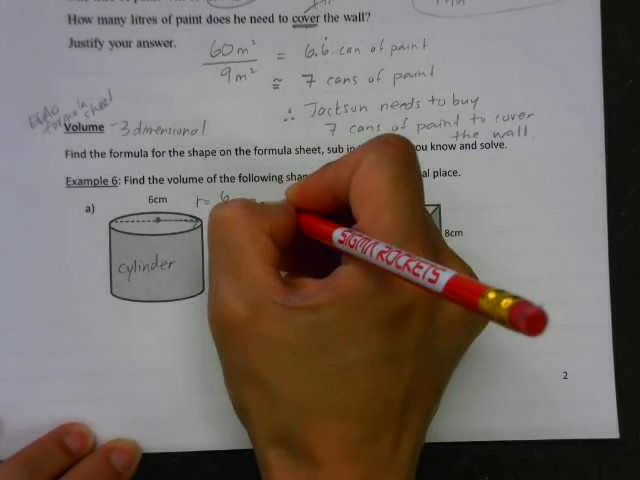 How many litres of paint does he need to cover the wall?
Justify your answer.
60m² = 6.6̇ can of paint
9m² ≅ 7 cans of paint
∴ Jackson needs to buy
7 cans of paint to cover
the wall.
EQAO formula sheet
Volume - 3 dimensional
Find the formula for the shape on the formula sheet, sub in you know and solve.
Example 6: Find the volume of the following al place.
6cm r = 6
a)
8cm
cylinder
SIGMA ROCKETS
2